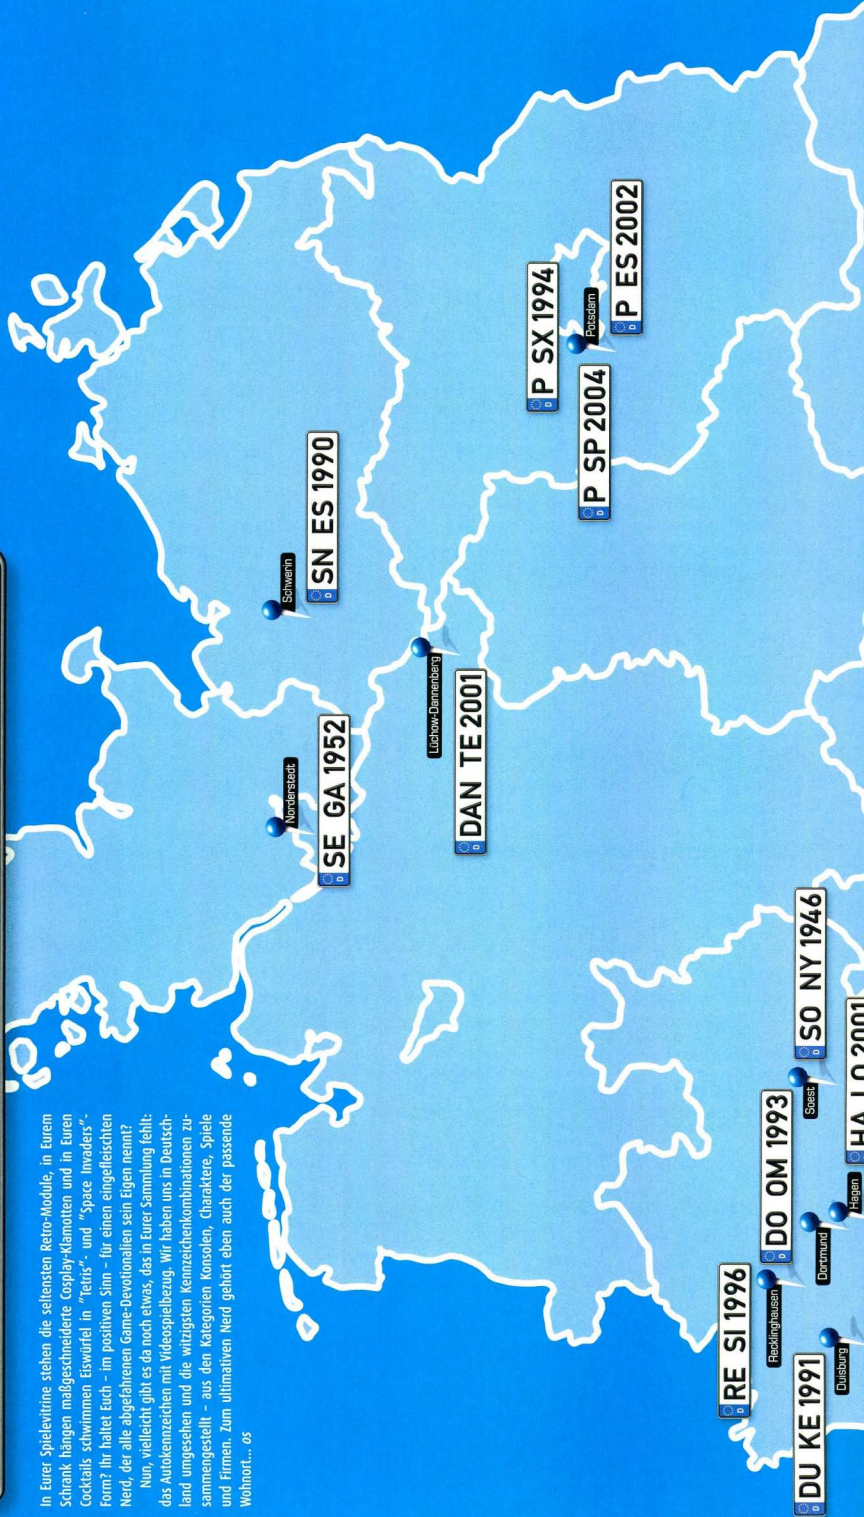 In Eurer Spielevitrine stehen die seltensten Retro-Module, in Eurem
Schrank hängen maßgeschneiderte Cosplay-Klamotten und in Euren
Cocktails schwimmen Eiswürfel in "Tetris"- und "Space Invaders"-
Form? Ihr haltet Euch – im positiven Sinn – für einen eingefleischten
Nerd, der alle abgefahrenen Game-Devotionalien sein Eigen nennt?
Nun, vielleicht gibt es da noch etwas, das in Eurer Sammlung fehlt:
das Autokennzeichen mit Videospielbezug. Wir haben uns in Deutsch-
land umgesehen und die witzigsten Kennzeichenkombinationen zu-
sammengestellt – aus den Kategorien Konsolen, Charaktere, Spiele
und Firmen. Zum ultimativen Nerd gehört eben auch der passende
Wohnort... os
Norderstedt
D SE GA 1952
Schwerin
D SN ES 1990
Lüchow-Dannenberg
D DAN TE 2001
D P SX 1994
Potsdam
D P SP 2004
D P ES 2002
D RE SI 1996
Recklinghausen
D DO OM 1993
Dortmund
D SO NY 1946
Soest
D DU KE 1991
Duisburg
Hagen
HA LO 2001